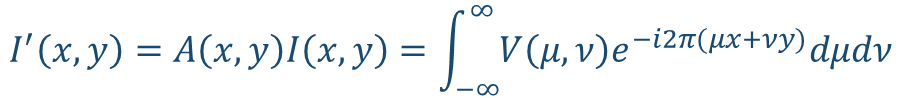 I′(x, y) = A(x, y)I(x, y) = ∫_{−∞}^{∞} V(μ, ν)e^{−i2π(μx+νy)} dμdν